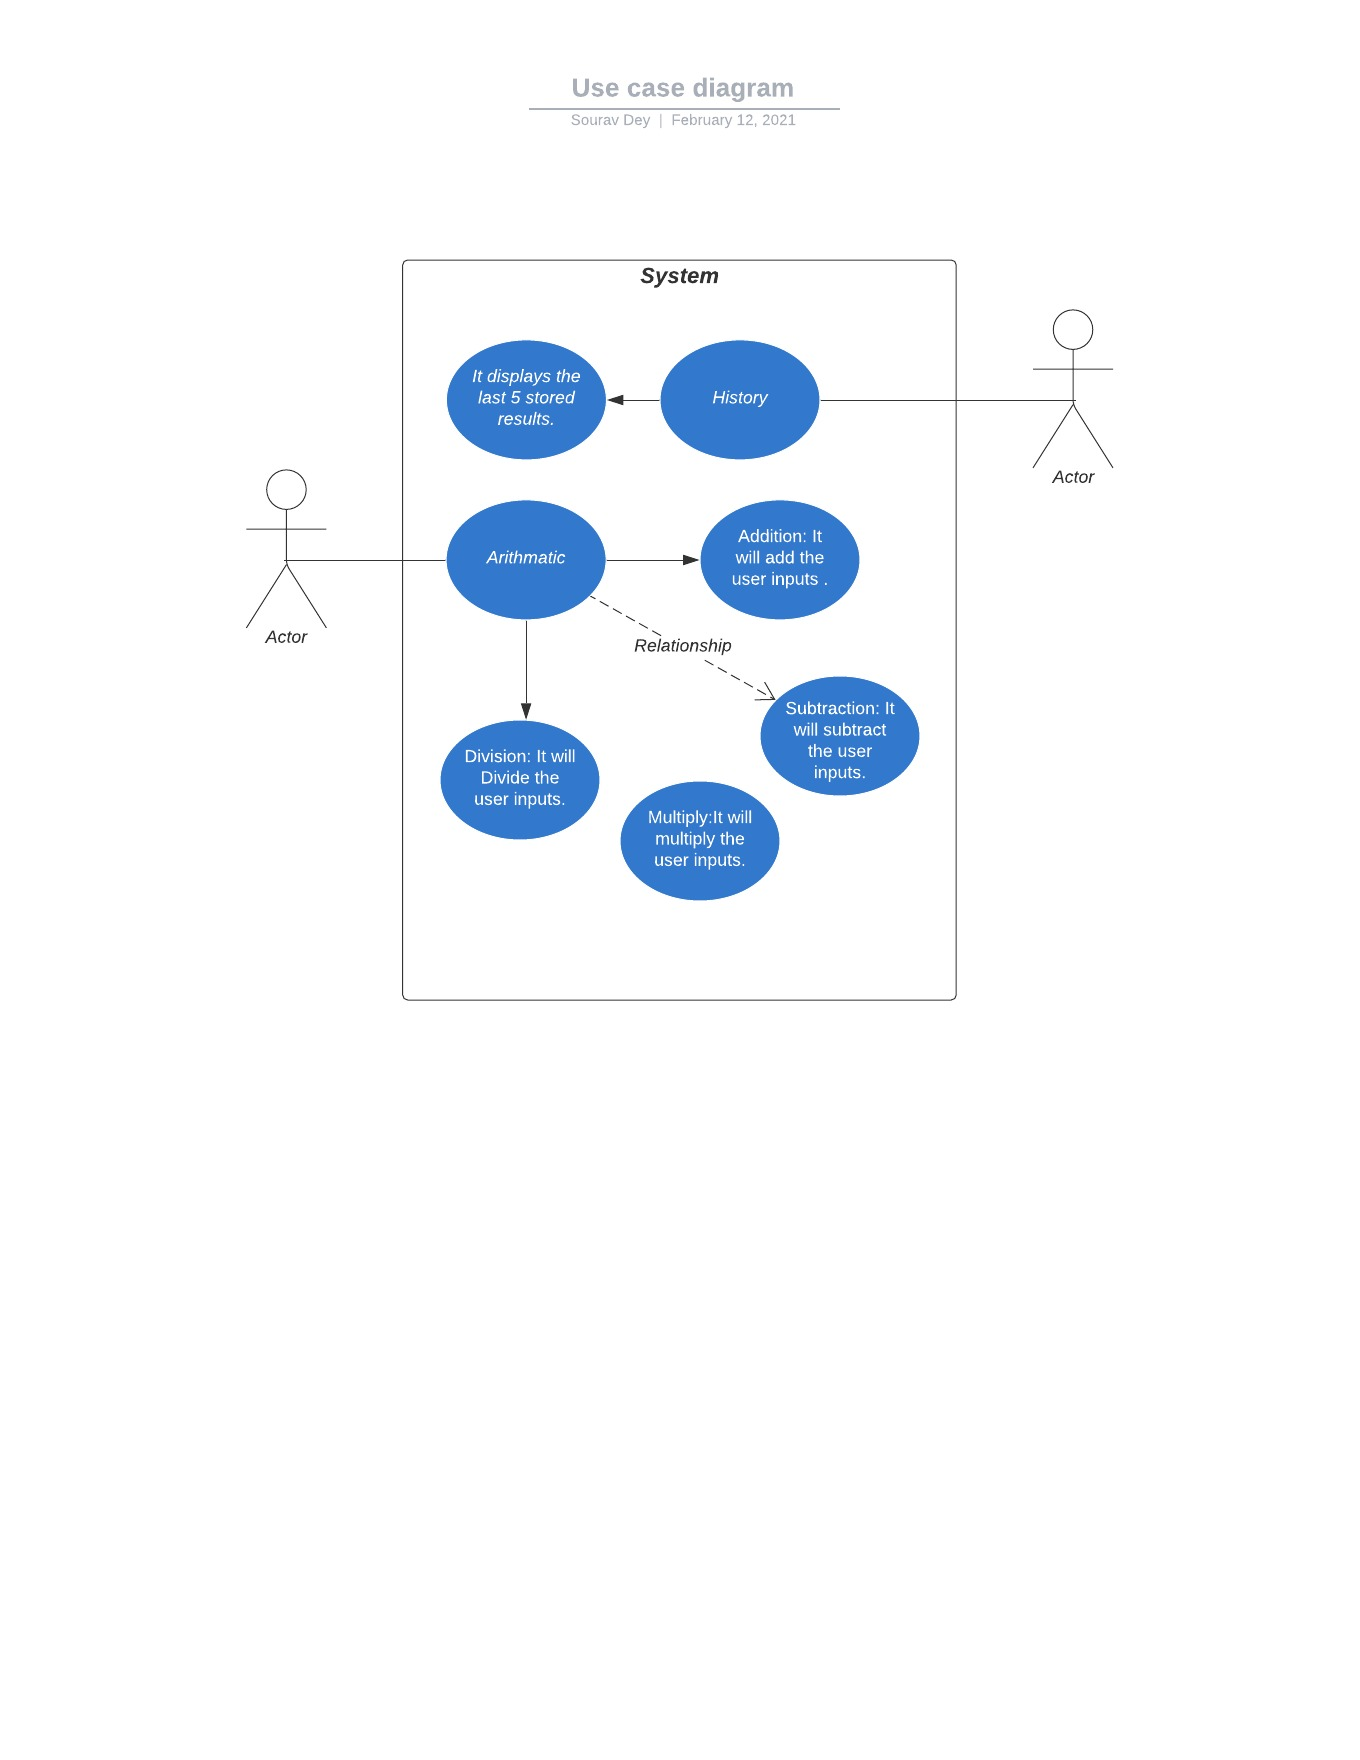 Use case diagram
Sourav Dey | February 12, 2021
System
It displays the
last 5 stored
results.
History
Actor
Actor
Arithmatic
Addition: It
will add the
user inputs .
Relationship
Subtraction: It
will subtract
the user
inputs.
Division: It will
Divide the
user inputs.
Multiply:It will
multiply the
user inputs.